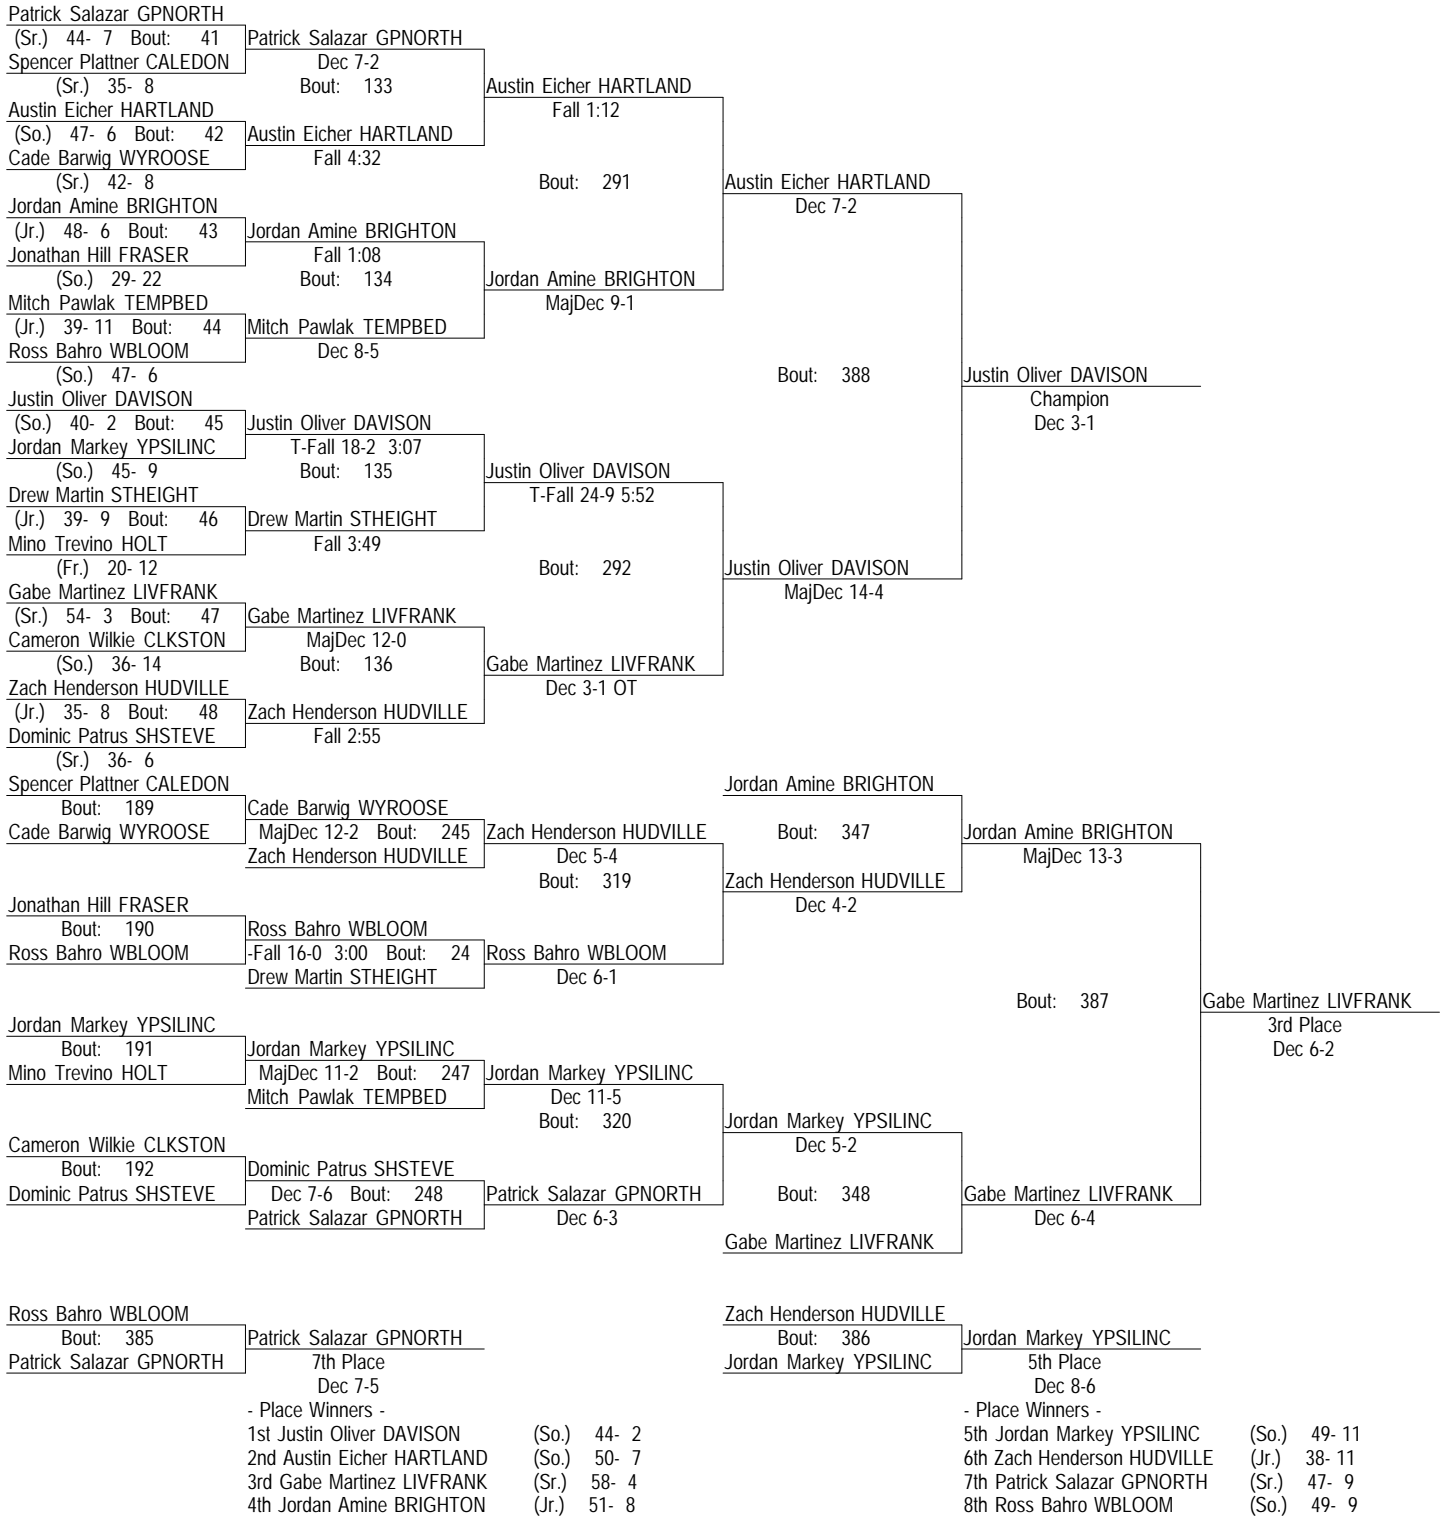 Patrick Salazar GPNORTH
(Sr.) 44- 7 Bout: 41 Patrick Salazar GPNORTH
Spencer Plattner CALEDON Dec 7-2
(Sr.) 35- 8 Bout: 133 Austin Eicher HARTLAND
Austin Eicher HARTLAND Fall 1:12
(So.) 47- 6 Bout: 42 Austin Eicher HARTLAND
Cade Barwig WYROOSE Fall 4:32
(Sr.) 42- 8 Bout: 291 Austin Eicher HARTLAND
Jordan Amine BRIGHTON Dec 7-2
(Jr.) 48- 6 Bout: 43 Jordan Amine BRIGHTON
Jonathan Hill FRASER Fall 1:08
(So.) 29- 22 Bout: 134 Jordan Amine BRIGHTON
Mitch Pawlak TEMPBED MajDec 9-1
(Jr.) 39- 11 Bout: 44 Mitch Pawlak TEMPBED
Ross Bahro WBLOOM Dec 8-5
(So.) 47- 6 Bout: 388 Justin Oliver DAVISON
Justin Oliver DAVISON Champion
(So.) 40- 2 Bout: 45 Justin Oliver DAVISON Dec 3-1
Jordan Markey YPSILINC T-Fall 18-2 3:07
(So.) 45- 9 Bout: 135 Justin Oliver DAVISON
Drew Martin STHEIGHT T-Fall 24-9 5:52
(Jr.) 39- 9 Bout: 46 Drew Martin STHEIGHT
Mino Trevino HOLT Fall 3:49
(Fr.) 20- 12 Bout: 292 Justin Oliver DAVISON
Gabe Martinez LIVFRANK MajDec 14-4
(Sr.) 54- 3 Bout: 47 Gabe Martinez LIVFRANK
Cameron Wilkie CLKSTON MajDec 12-0
(So.) 36- 14 Bout: 136 Gabe Martinez LIVFRANK
Zach Henderson HUDVILLE Dec 3-1 OT
(Jr.) 35- 8 Bout: 48 Zach Henderson HUDVILLE
Dominic Patrus SHSTEVE Fall 2:55
(Sr.) 36- 6
Spencer Plattner CALEDON Jordan Amine BRIGHTON
Bout: 189 Cade Barwig WYROOSE
Cade Barwig WYROOSE MajDec 12-2 Bout: 245 Zach Henderson HUDVILLE Bout: 347 Jordan Amine BRIGHTON
Zach Henderson HUDVILLE Dec 5-4 MajDec 13-3
Bout: 319 Zach Henderson HUDVILLE
Jonathan Hill FRASER Dec 4-2
Bout: 190 Ross Bahro WBLOOM
Ross Bahro WBLOOM -Fall 16-0 3:00 Bout: 24 Ross Bahro WBLOOM
Drew Martin STHEIGHT Dec 6-1
Bout: 387 Gabe Martinez LIVFRANK
Jordan Markey YPSILINC 3rd Place
Bout: 191 Jordan Markey YPSILINC Dec 6-2
Mino Trevino HOLT MajDec 11-2 Bout: 247 Jordan Markey YPSILINC
Mitch Pawlak TEMPBED Dec 11-5
Bout: 320 Jordan Markey YPSILINC
Cameron Wilkie CLKSTON Dec 5-2
Bout: 192 Dominic Patrus SHSTEVE
Dominic Patrus SHSTEVE Dec 7-6 Bout: 248 Patrick Salazar GPNORTH Bout: 348 Gabe Martinez LIVFRANK
Patrick Salazar GPNORTH Dec 6-3 Dec 6-4
Gabe Martinez LIVFRANK
Ross Bahro WBLOOM Zach Henderson HUDVILLE
Bout: 385 Patrick Salazar GPNORTH Bout: 386 Jordan Markey YPSILINC
Patrick Salazar GPNORTH 7th Place Jordan Markey YPSILINC 5th Place
Dec 7-5 Dec 8-6
- Place Winners - - Place Winners -
1st Justin Oliver DAVISON (So.) 44- 2 5th Jordan Markey YPSILINC (So.) 49- 11
2nd Austin Eicher HARTLAND (So.) 50- 7 6th Zach Henderson HUDVILLE (Jr.) 38- 11
3rd Gabe Martinez LIVFRANK (Sr.) 58- 4 7th Patrick Salazar GPNORTH (Sr.) 47- 9
4th Jordan Amine BRIGHTON (Jr.) 51- 8 8th Ross Bahro WBLOOM (So.) 49- 9